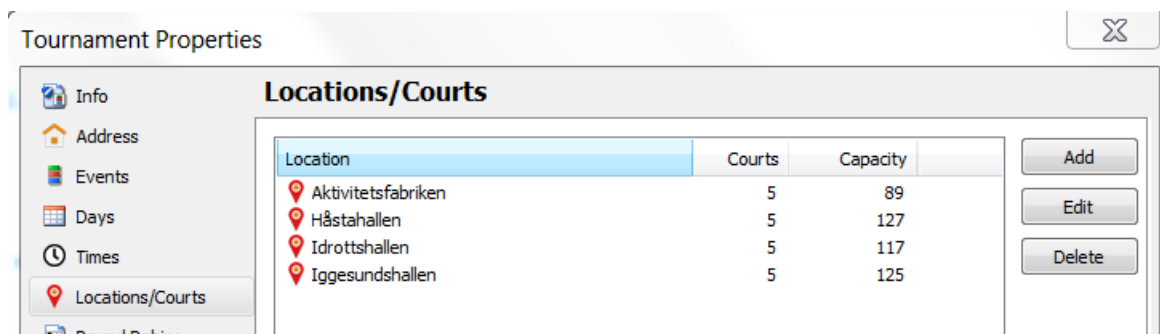 Tournament Properties
Info
Address
Events
Days
Times
Locations/Courts
Locations/Courts
Location Courts Capacity
Aktivitetsfabriken 5 89
Håstahallen 5 127
Idrottshallen 5 117
Iggesundshallen 5 125
Add
Edit
Delete